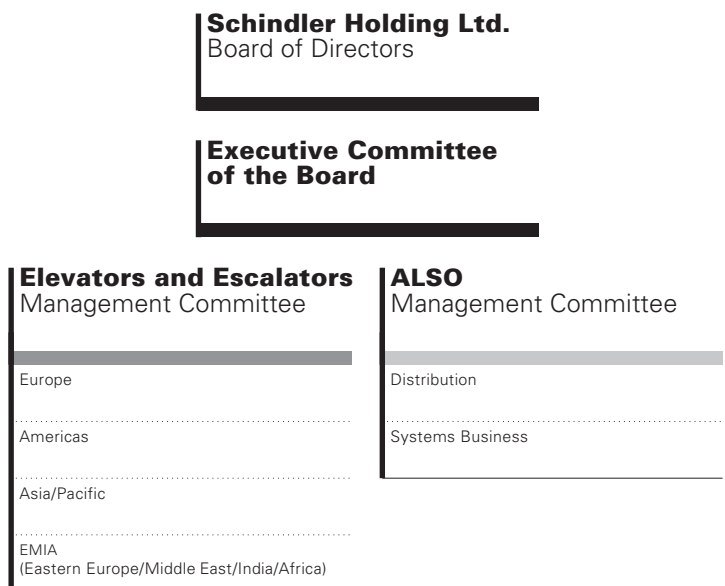 Schindler Holding Ltd.
Board of Directors
Executive Committee
of the Board
Elevators and Escalators
Management Committee
Europe
Americas
Asia/Pacific
EMIA
(Eastern Europe/Middle East/India/Africa)
ALSO
Management Committee
Distribution
Systems Business